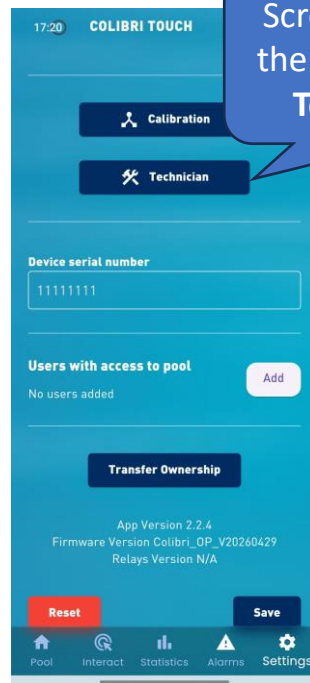 Scre
the
T
17:20 COLIBRI TOUCH
Calibration
Technician
Device serial number
11111111
Users with access to pool
Add
No users added
Transfer Ownership
App Version 2.2.4
Firmware Version Colibri_OP_V20260429
Relays Version N/A
Reset Save
Pool Interact Statistics Alarms Settings